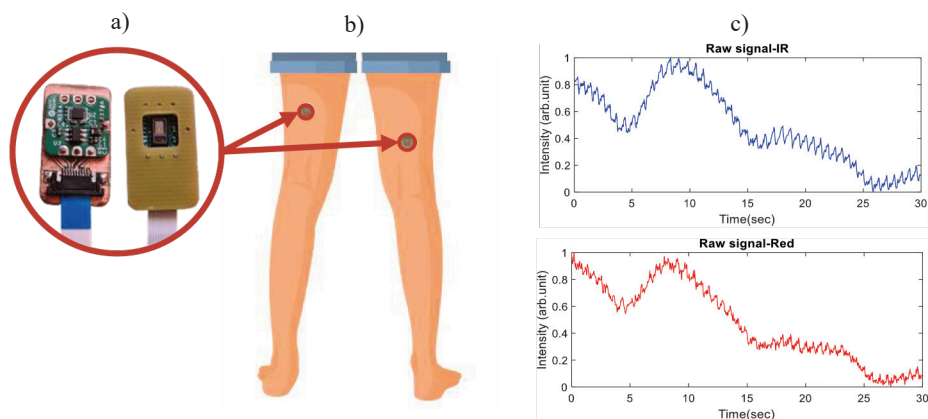 a)
b)
c)
Raw signal-IR
Intensity (arb.unit)
1
0.8
0.6
0.4
0.2
0
0 5 10 15 20 25 30
Time(sec)
Raw signal-Red
Intensity (arb.unit)
1
0.8
0.6
0.4
0.2
0
0 5 10 15 20 25 30
Time(sec)